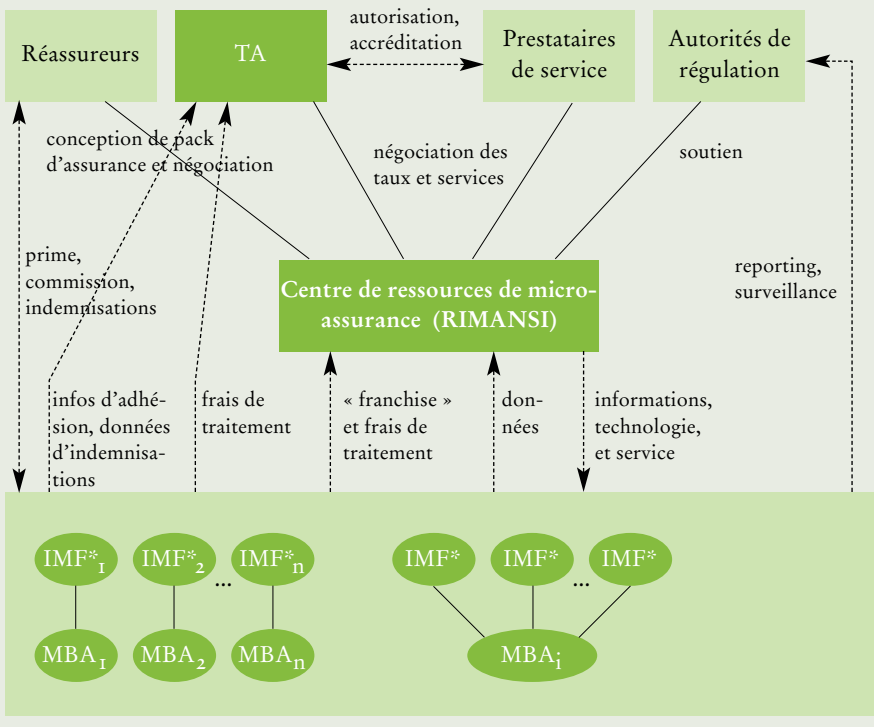 Réassureurs
TA
autorisation,
accréditation
Prestataires
de service
Autorités de
régulation
conception de pack
d'assurance et négociation
négociation des
taux et services
soutien
prime,
commission,
indemnisations
Centre de ressources de micro-
assurance (RIMANSI)
reporting,
surveillance
infos d'adhé-
sion, données
d'indemnisa-
tions
frais de
traitement
« franchise »
et frais de
traitement
don-
nées
informations,
technologie,
et service
IMF*1
IMF*2
...
IMF*n
IMF*
IMF*
...
IMF*
MBA1
MBA2
MBAn
MBAi